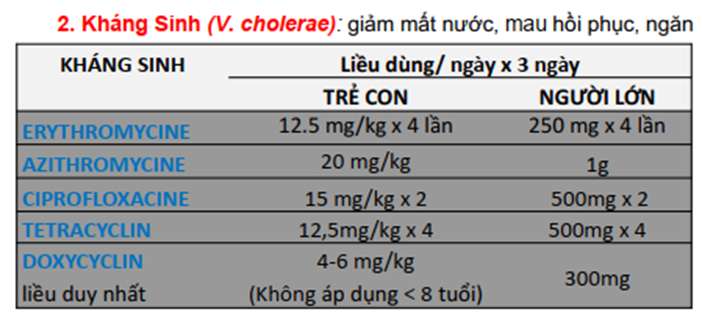 2. Kháng Sinh (V. cholerae): giảm mất nước, mau hồi phục, ngăn
KHÁNG SINH
Liều dùng/ ngày x 3 ngày
TRẺ CON NGƯỜI LỚN
ERYTHROMYCINE 12.5 mg/kg x 4 lần 250 mg x 4 lần
AZITHROMYCINE 20 mg/kg 1g
CIPROFLOXACINE 15 mg/kg x 2 500mg x 2
TETRACYCLIN 12,5mg/kg x 4 500mg x 4
DOXYCYCLIN 4-6 mg/kg 300mg
liều duy nhất (Không áp dụng < 8 tuổi)